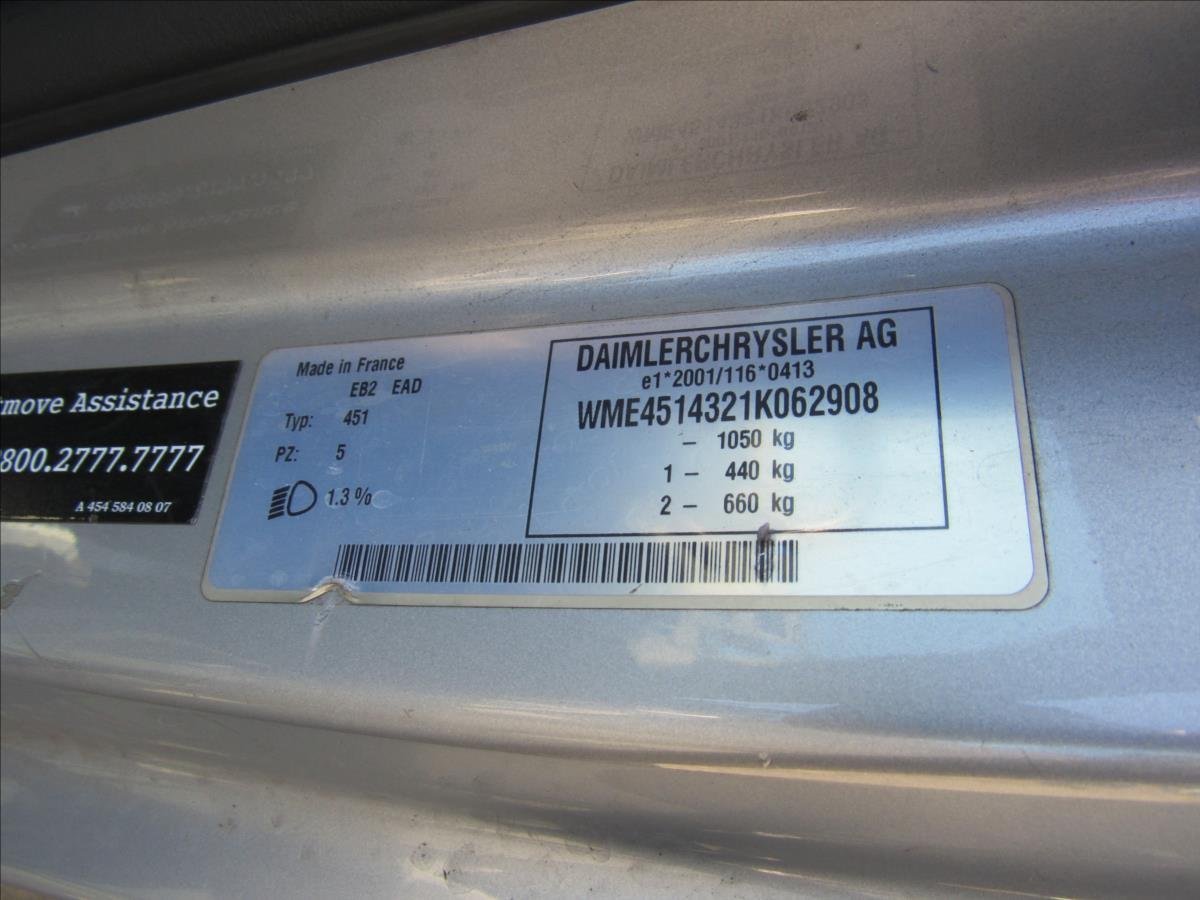 tmove Assistance
800.2777.7777
A 454 584 08 07
Made in France
EB2 EAD
Typ: 451
PZ: 5
1.3 %
DAIMLERCHRYSLER AG
e1*2001/116*0413
WME4514321K062908
– 1050 kg
1 – 440 kg
2 – 660 kg